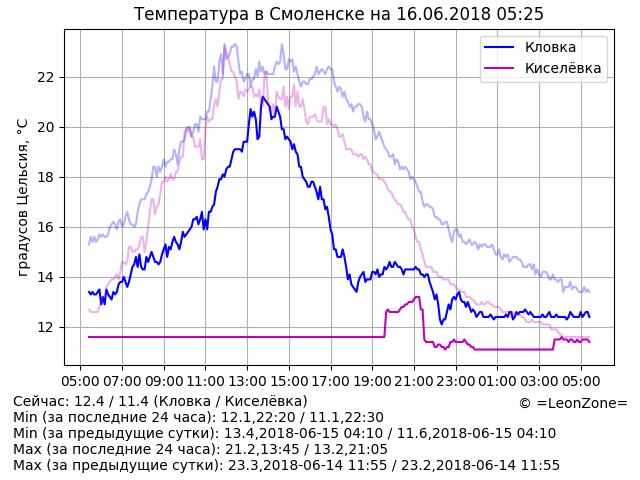 Температура в Смоленске на 16.06.2018 05:25
Кловка
Киселёвка
градусов Цельсия, °C
22
20
18
16
14
12
05:00 07:00 09:00 11:00 13:00 15:00 17:00 19:00 21:00 23:00 01:00 03:00 05:00
Сейчас: 12.4 / 11.4 (Кловка / Киселёвка)
© =LeonZone=
Min (за последние 24 часа): 12.1,22:20 / 11.1,22:30
Min (за предыдущие сутки): 13.4,2018-06-15 04:10 / 11.6,2018-06-15 04:10
Max (за последние 24 часа): 21.2,13:45 / 13.2,21:05
Max (за предыдущие сутки): 23.3,2018-06-14 11:55 / 23.2,2018-06-14 11:55